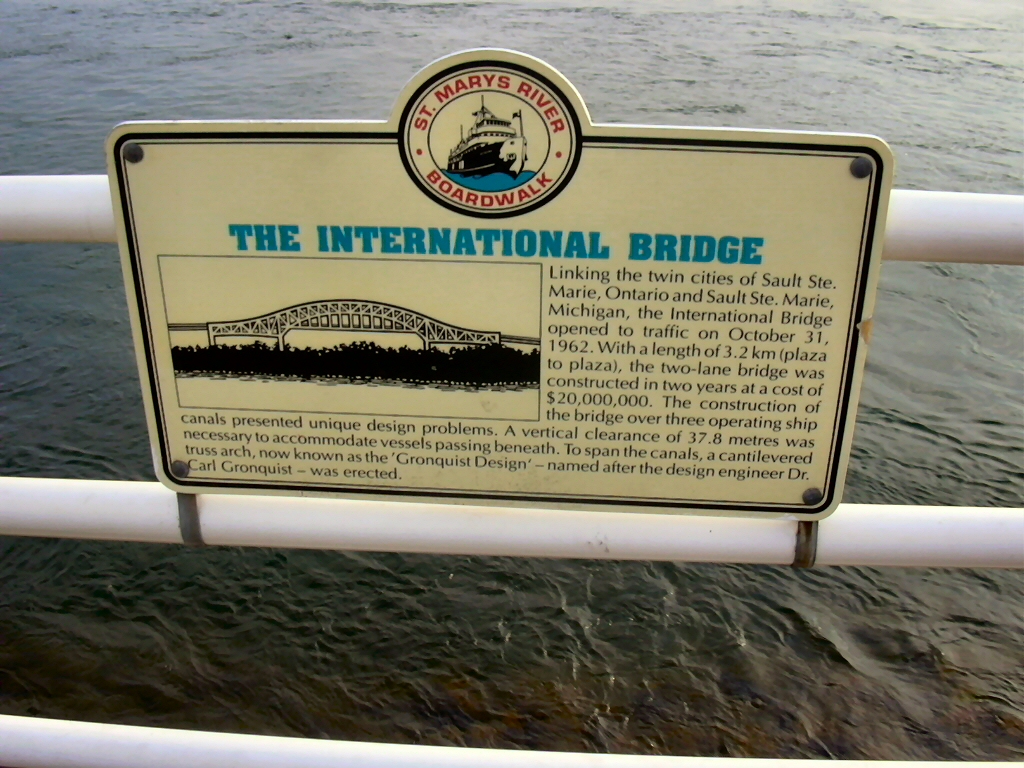 ST. MARYS RIVER
BOARDWALK
THE INTERNATIONAL BRIDGE
Linking the twin cities of Sault Ste.
Marie, Ontario and Sault Ste. Marie,
Michigan, the International Bridge
opened to traffic on October 31,
1962. With a length of 3.2 km (plaza
to plaza), the two-lane bridge was
constructed in two years at a cost of
$20,000,000. The construction of
the bridge over three operating ship
canals presented unique design problems. A vertical clearance of 37.8 metres was
necessary to accommodate vessels passing beneath. To span the canals, a cantilevered
truss arch, now known as the 'Gronquist Design' – named after the design engineer Dr.
Carl Gronquist – was erected.